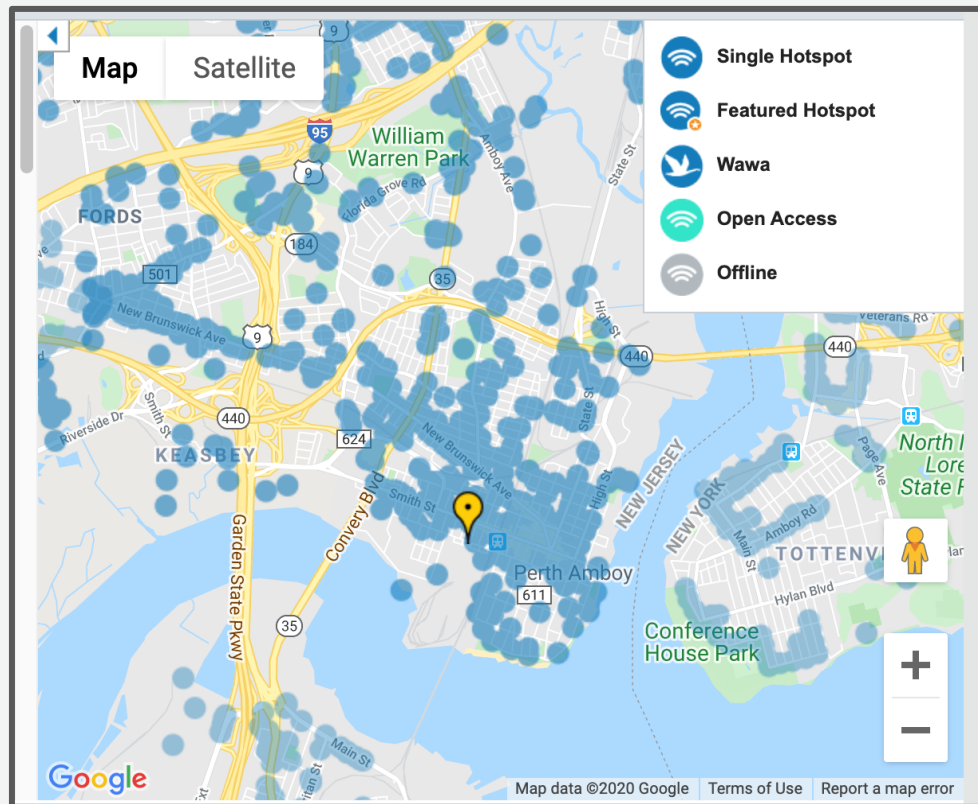 Map
Satellite
Single Hotspot
Featured Hotspot
Wawa
Open Access
Offline
9
95
William
Warren Park
9
Amboy Ave
State St
Florida Grove Rd
FORDS
184
501
35
New Brunswick Ave
High St
9
440
Veterans Rd
440
Riverside Dr
Smith St
440
624
State St
KEASBEY
New Brunswick Ave
Page Ave
North
Lore
State
Smith St
High St
NEW JERSEY
NEW YORK
Convery Blvd
Garden State Pkwy
Main St
Amboy Rd
TOTTENVI
Perth Amboy
611
Hylan Blvd
35
Conference
House Park
+
−
Main St
Google
Map data ©2020 Google
Terms of Use
Report a map error